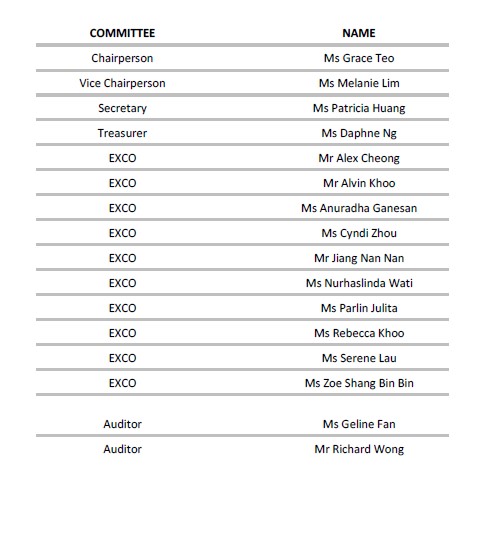 COMMITTEE NAME
Chairperson Ms Grace Teo
Vice Chairperson Ms Melanie Lim
Secretary Ms Patricia Huang
Treasurer Ms Daphne Ng
EXCO Mr Alex Cheong
EXCO Mr Alvin Khoo
EXCO Ms Anuradha Ganesan
EXCO Ms Cyndi Zhou
EXCO Mr Jiang Nan Nan
EXCO Ms Nurhaslinda Wati
EXCO Ms Parlin Julita
EXCO Ms Rebecca Khoo
EXCO Ms Serene Lau
EXCO Ms Zoe Shang Bin Bin
Auditor Ms Geline Fan
Auditor Mr Richard Wong